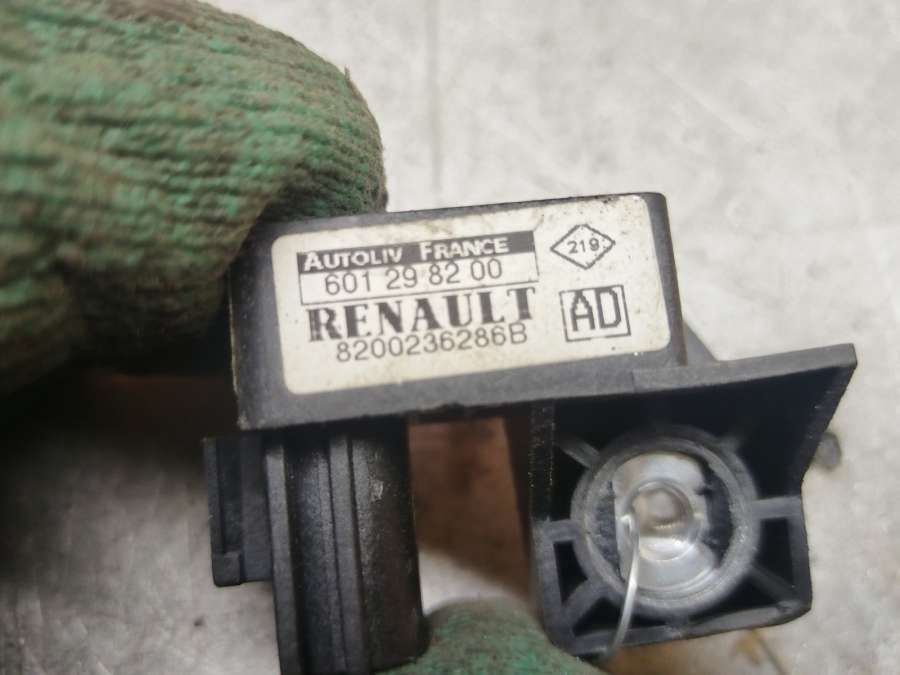 AUTOLIV FRANCE
601 29 82 00
RENAULT
8200236286B
219
AD